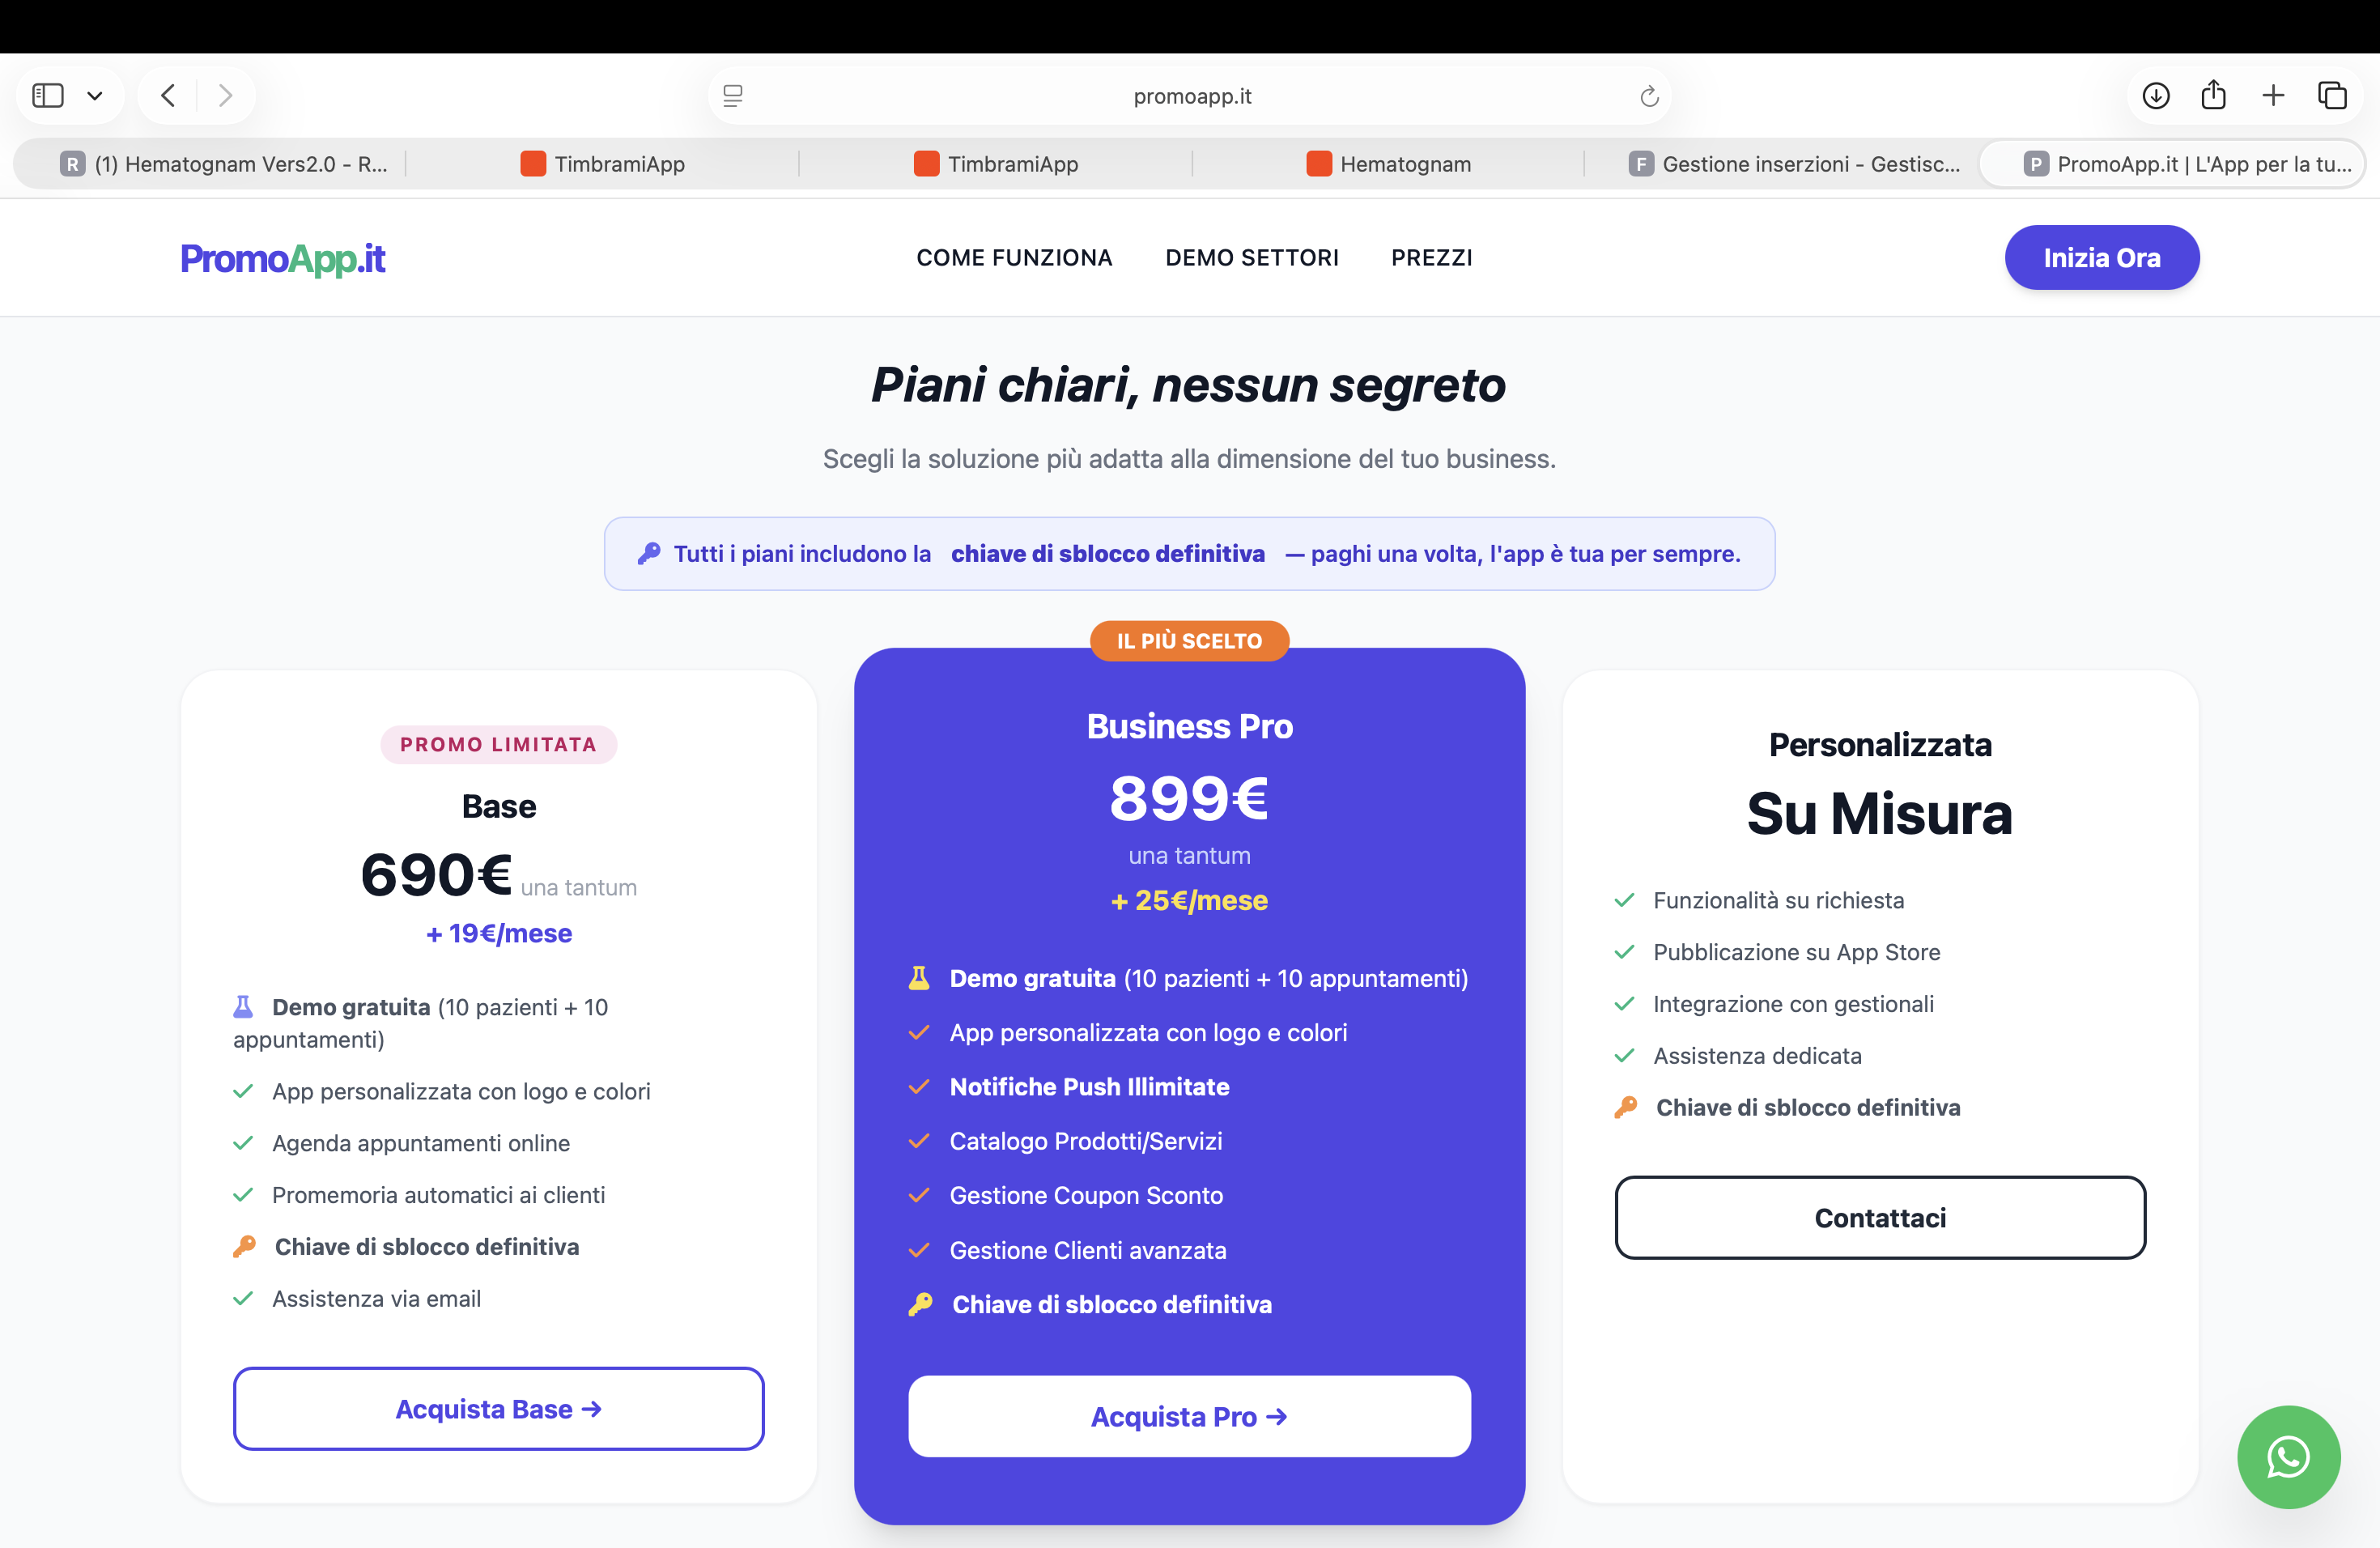 promoapp.it
R (1) Hematognam Vers2.0 - R...
TimbramiApp
TimbramiApp
Hematognam
F Gestione inserzioni - Gestisc...
P PromoApp.it | L'App per la tu...
PromoApp.it
COME FUNZIONA
DEMO SETTORI
PREZZI
Inizia Ora
Piani chiari, nessun segreto
Scegli la soluzione più adatta alla dimensione del tuo business.
Tutti i piani includono la chiave di sblocco definitiva — paghi una volta, l'app è tua per sempre.
PROMO LIMITATA
Base
690€ una tantum
+ 19€/mese
Demo gratuita (10 pazienti + 10
appuntamenti)
App personalizzata con logo e colori
Agenda appuntamenti online
Promemoria automatici ai clienti
Chiave di sblocco definitiva
Assistenza via email
Acquista Base →
IL PIÙ SCELTO
Business Pro
899€
una tantum
+ 25€/mese
Demo gratuita (10 pazienti + 10 appuntamenti)
App personalizzata con logo e colori
Notifiche Push Illimitate
Catalogo Prodotti/Servizi
Gestione Coupon Sconto
Gestione Clienti avanzata
Chiave di sblocco definitiva
Acquista Pro →
Personalizzata
Su Misura
Funzionalità su richiesta
Pubblicazione su App Store
Integrazione con gestionali
Assistenza dedicata
Chiave di sblocco definitiva
Contattaci